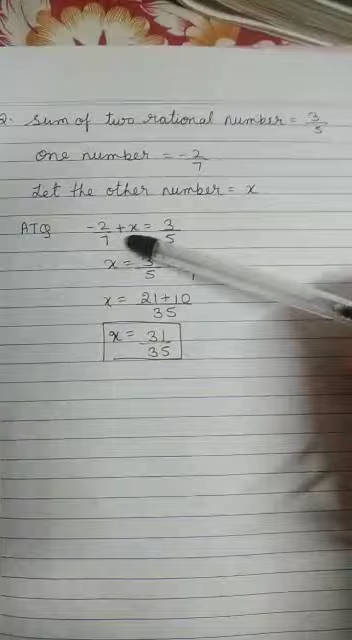 2. Sum of two rational number = 3/5
One number = -2/7
Let the other number = x
ATQ -2/7 + x = 3/5
x = 3/5
x = 21+10/35
x = 31/35